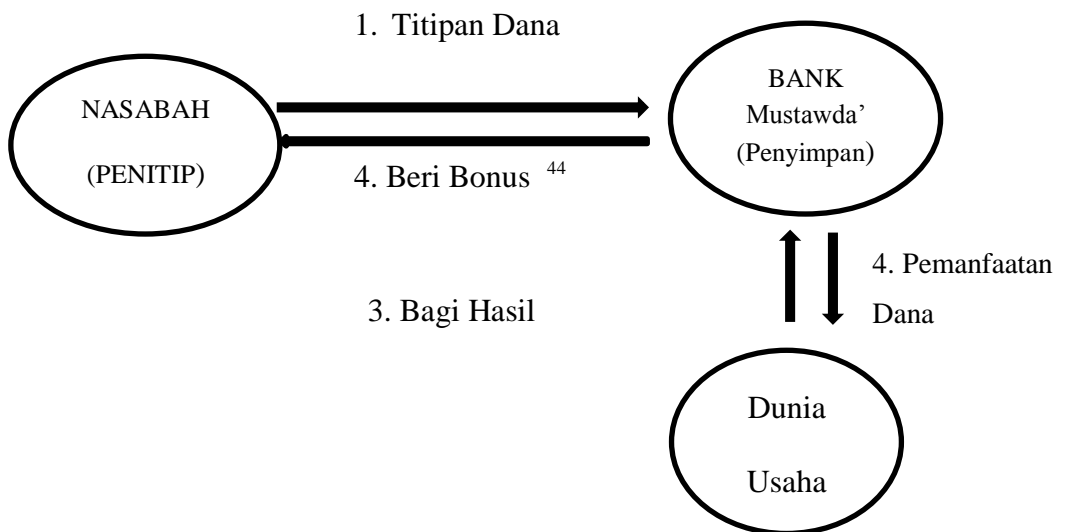 1. Titipan Dana
NASABAH
(PENITIP)
BANK
Mustawda’
(Penyimpan)
4. Beri Bonus 44
4. Pemanfaatan
Dana
3. Bagi Hasil
Dunia
Usaha